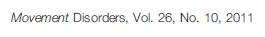 Movement Disorders, Vol. 26, No. 10, 2011